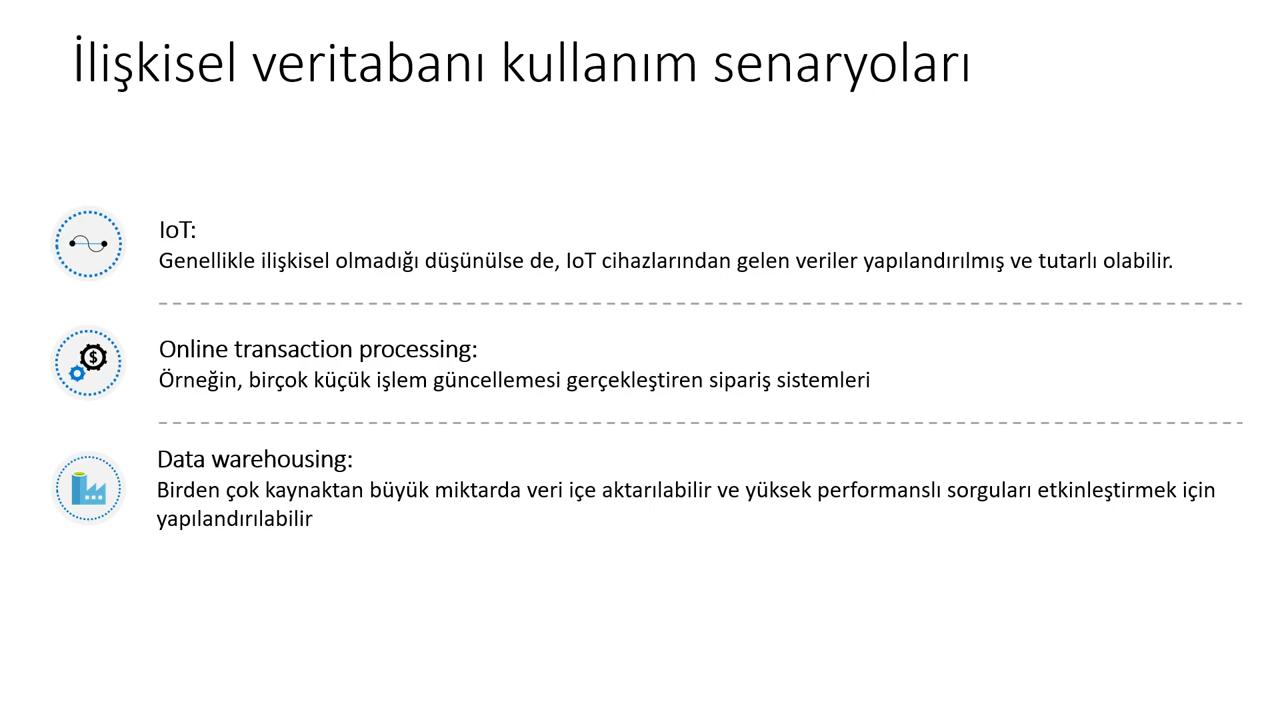 İlişkisel veritabanı kullanım senaryoları
IoT:
Genellikle ilişkisel olmadığı düşünülse de, IoT cihazlarından gelen veriler yapılandırılmış ve tutarlı olabilir.
$
Online transaction processing:
Örneğin, birçok küçük işlem güncellemesi gerçekleştiren sipariş sistemleri
Data warehousing:
Birden çok kaynaktan büyük miktarda veri içe aktarılabilir ve yüksek performanslı sorguları etkinleştirmek için
yapılandırılabilir